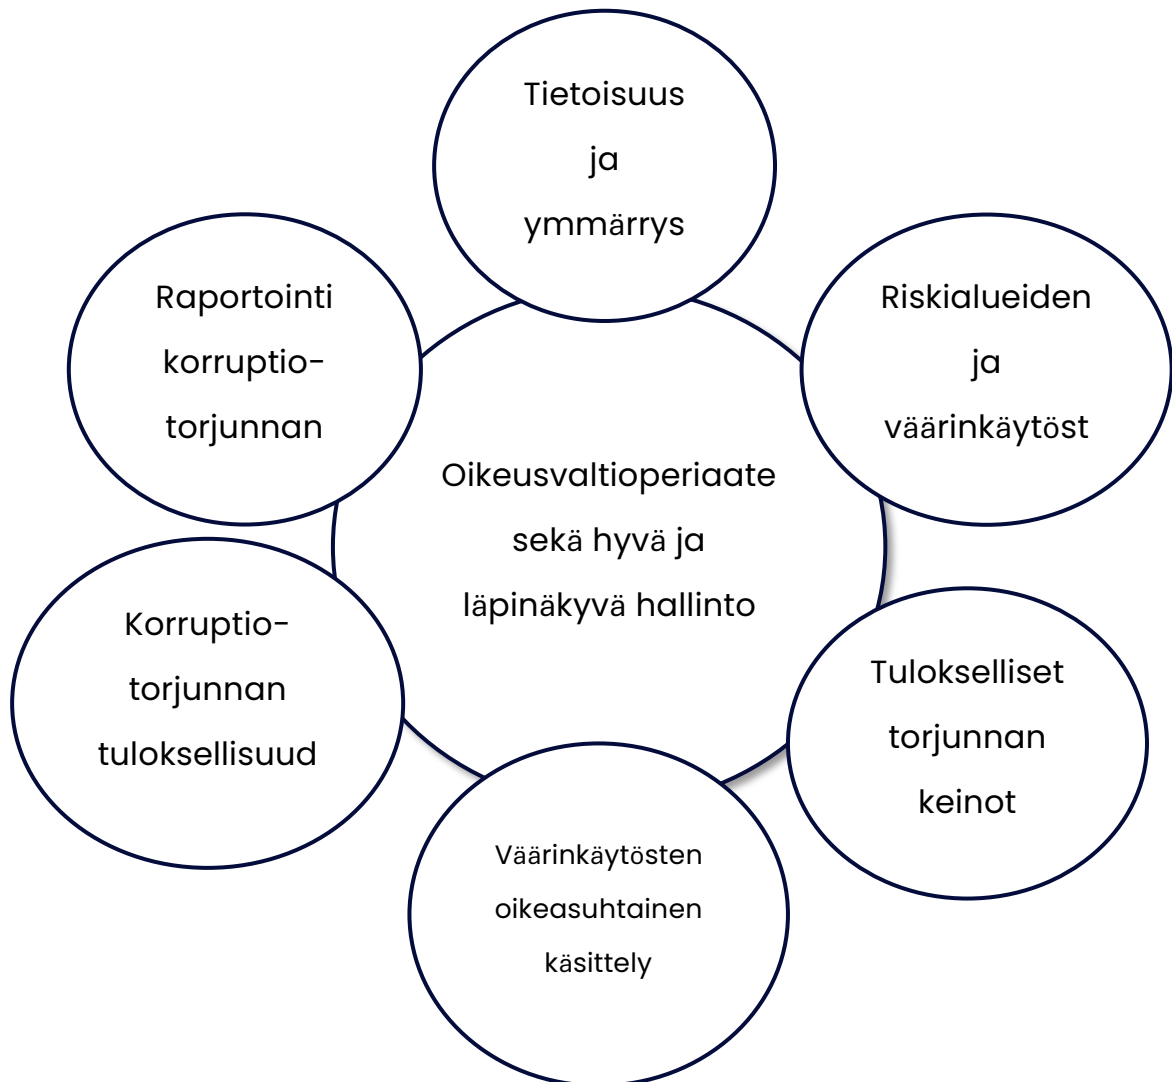 Tietoisuus
ja
ymmärrys
Riskialueiden
ja
väärinkäytöst
Tulokselliset
torjunnan
keinot
Väärinkäytösten
oikeasuhtainen
käsittely
Korruptio-
torjunnan
tuloksellisuud
Raportointi
korruptio-
torjunnan
Oikeusvaltioperiaate
sekä hyvä ja
läpinäkyvä hallinto